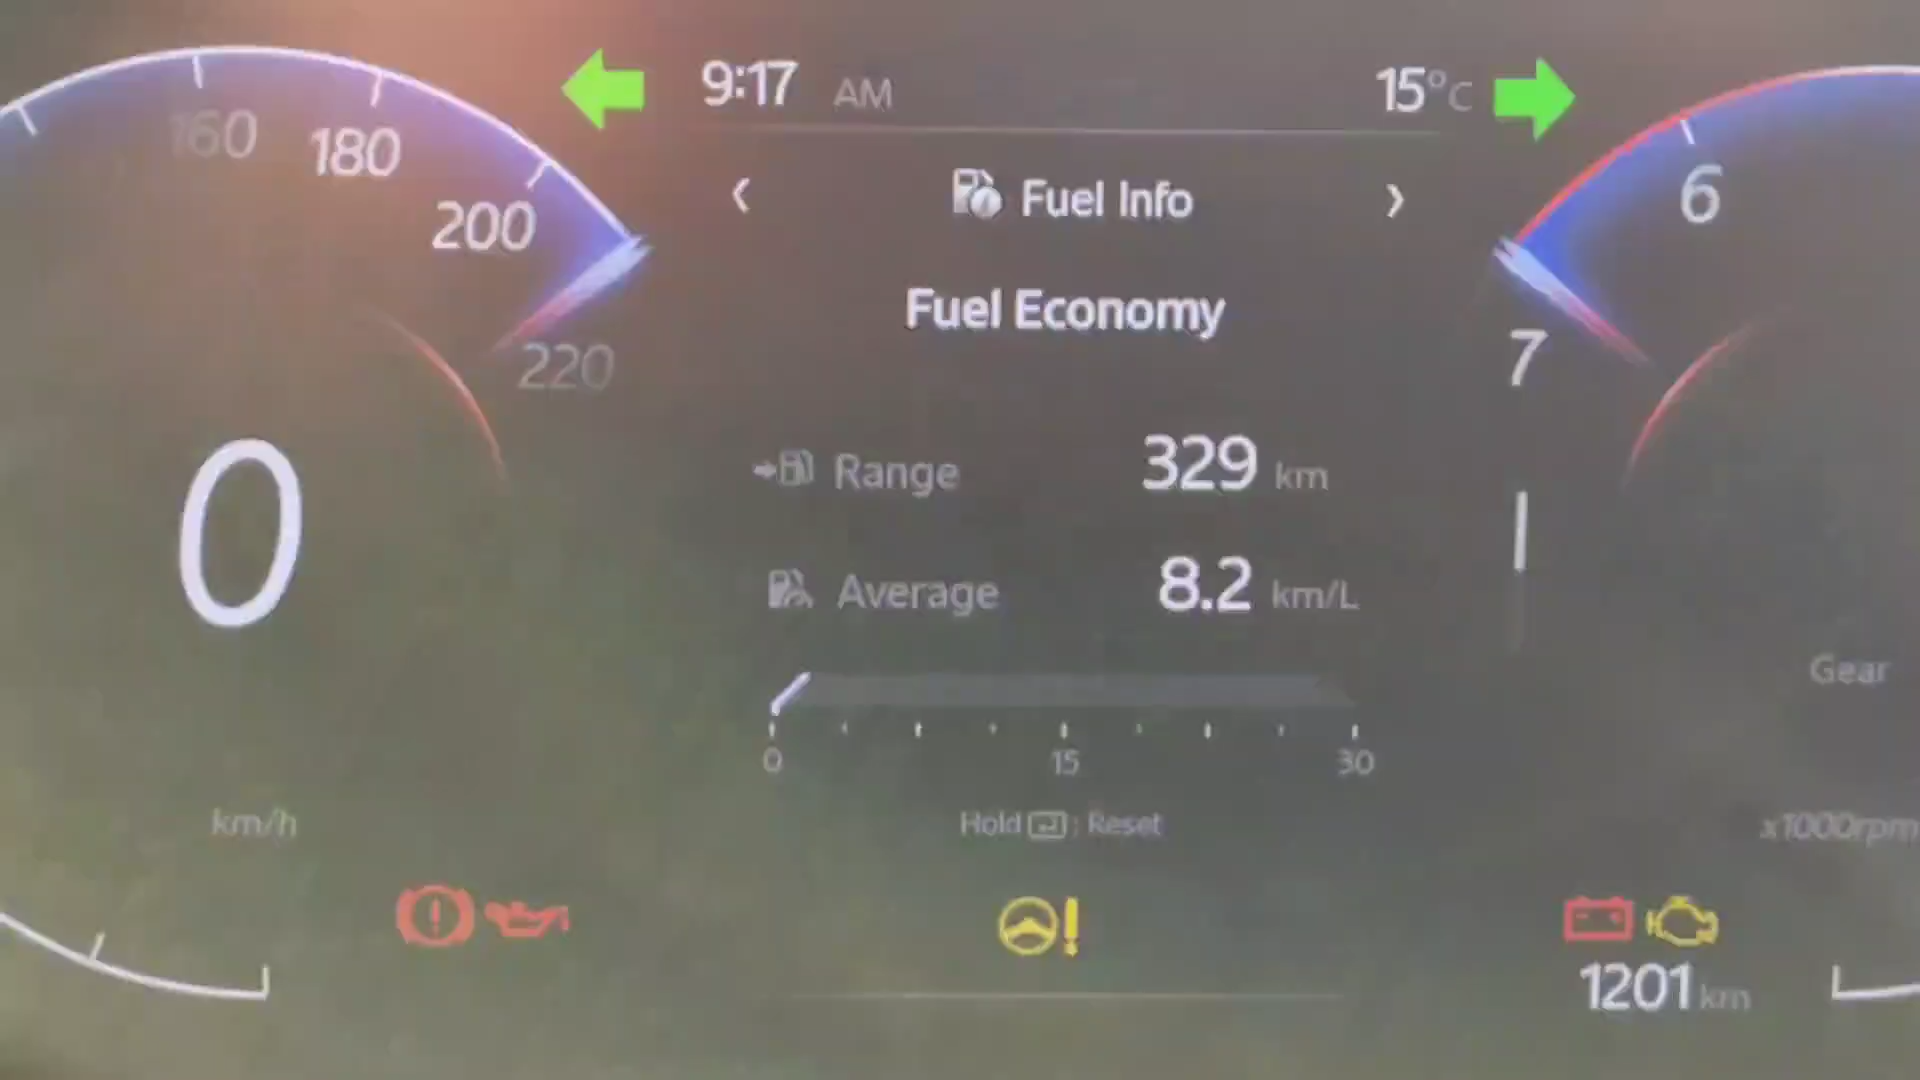 9:17 AM
15°C
160
180
200
220
Fuel Info
6
Fuel Economy
7
Range 329 km
0
Average 8.2 km/L
Gear
0 15 30
km/h
Hold : Reset
x1000rpm
1201 km